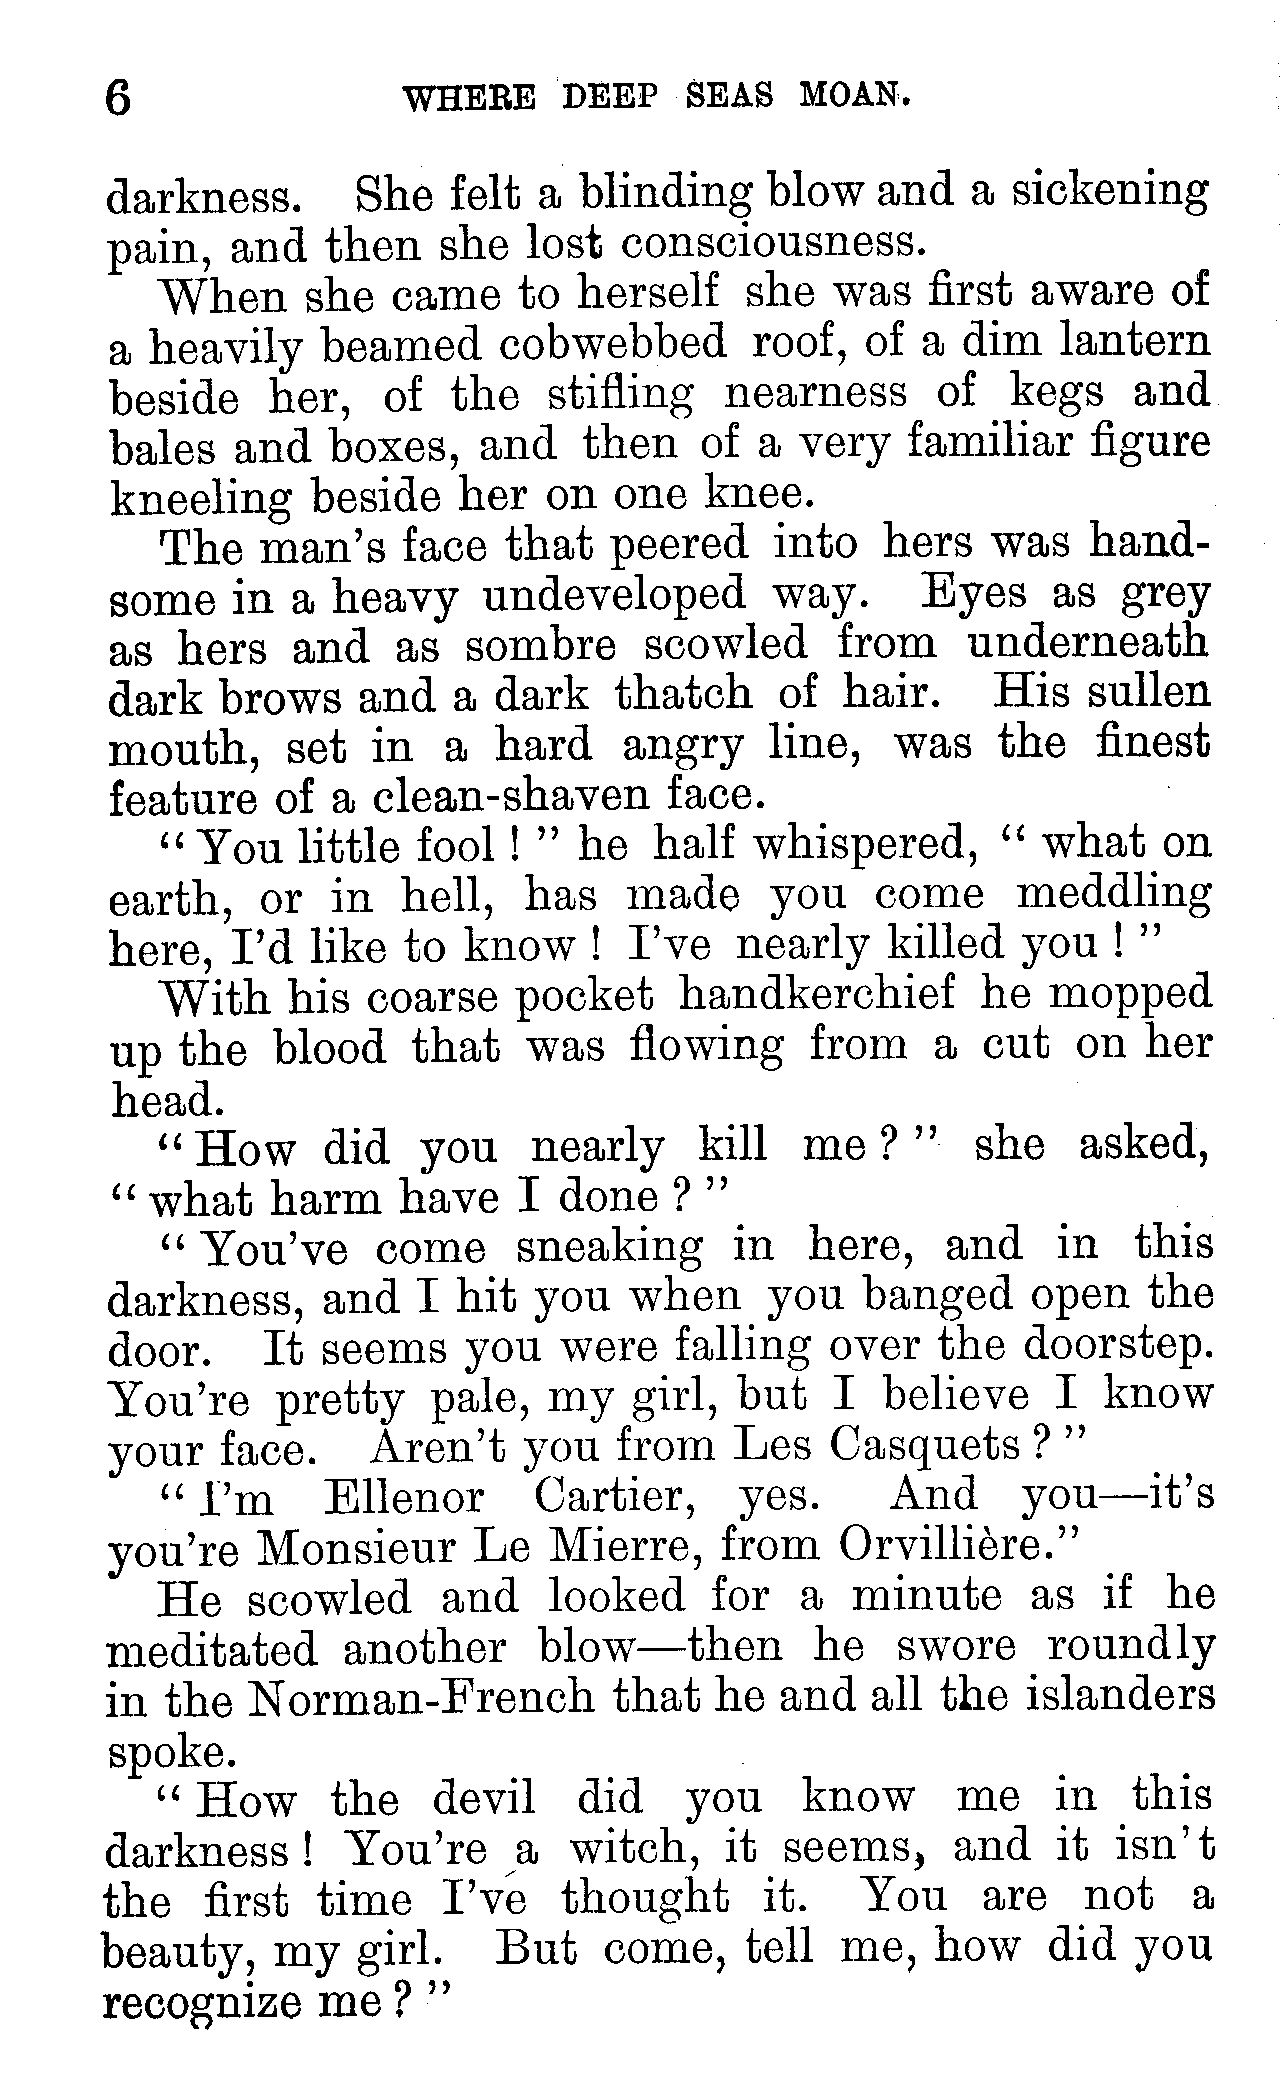 6 WHERE DEEP SEAS MOAN.
darkness. She felt a blinding blow and a sickening
pain, and then she lost consciousness.
When she came to herself she was first aware of
a heavily beamed cobwebbed roof, of a dim lantern
beside her, of the stifling nearness of kegs and
bales and boxes, and then of a very familiar figure
kneeling beside her on one knee.
The man's face that peered into hers was hand-
some in a heavy undeveloped way. Eyes as grey
as hers and as sombre scowled from underneath
dark brows and a dark thatch of hair. His sullen
mouth, set in a hard angry line, was the finest
feature of a clean-shaven face.
“ You little fool ! ” he half whispered, “ what on
earth, or in hell, has made you come meddling
here, I'd like to know ! I've nearly killed you ! ”
With his coarse pocket handkerchief he mopped
up the blood that was flowing from a cut on her
head.
“ How did you nearly kill me ? ” she asked,
“ what harm have I done ? ”
“ You've come sneaking in here, and in this
darkness, and I hit you when you banged open the
door. It seems you were falling over the doorstep.
You're pretty pale, my girl, but I believe I know
your face. Aren't you from Les Casquets ? ”
“ I'm Ellenor Cartier, yes. And you—it's
you're Monsieur Le Mierre, from Orvillière.”
He scowled and looked for a minute as if he
meditated another blow—then he swore roundly
in the Norman-French that he and all the islanders
spoke.
“ How the devil did you know me in this
darkness ! You're a witch, it seems, and it isn't
the first time I've thought it. You are not a
beauty, my girl. But come, tell me, how did you
recognize me ? ”